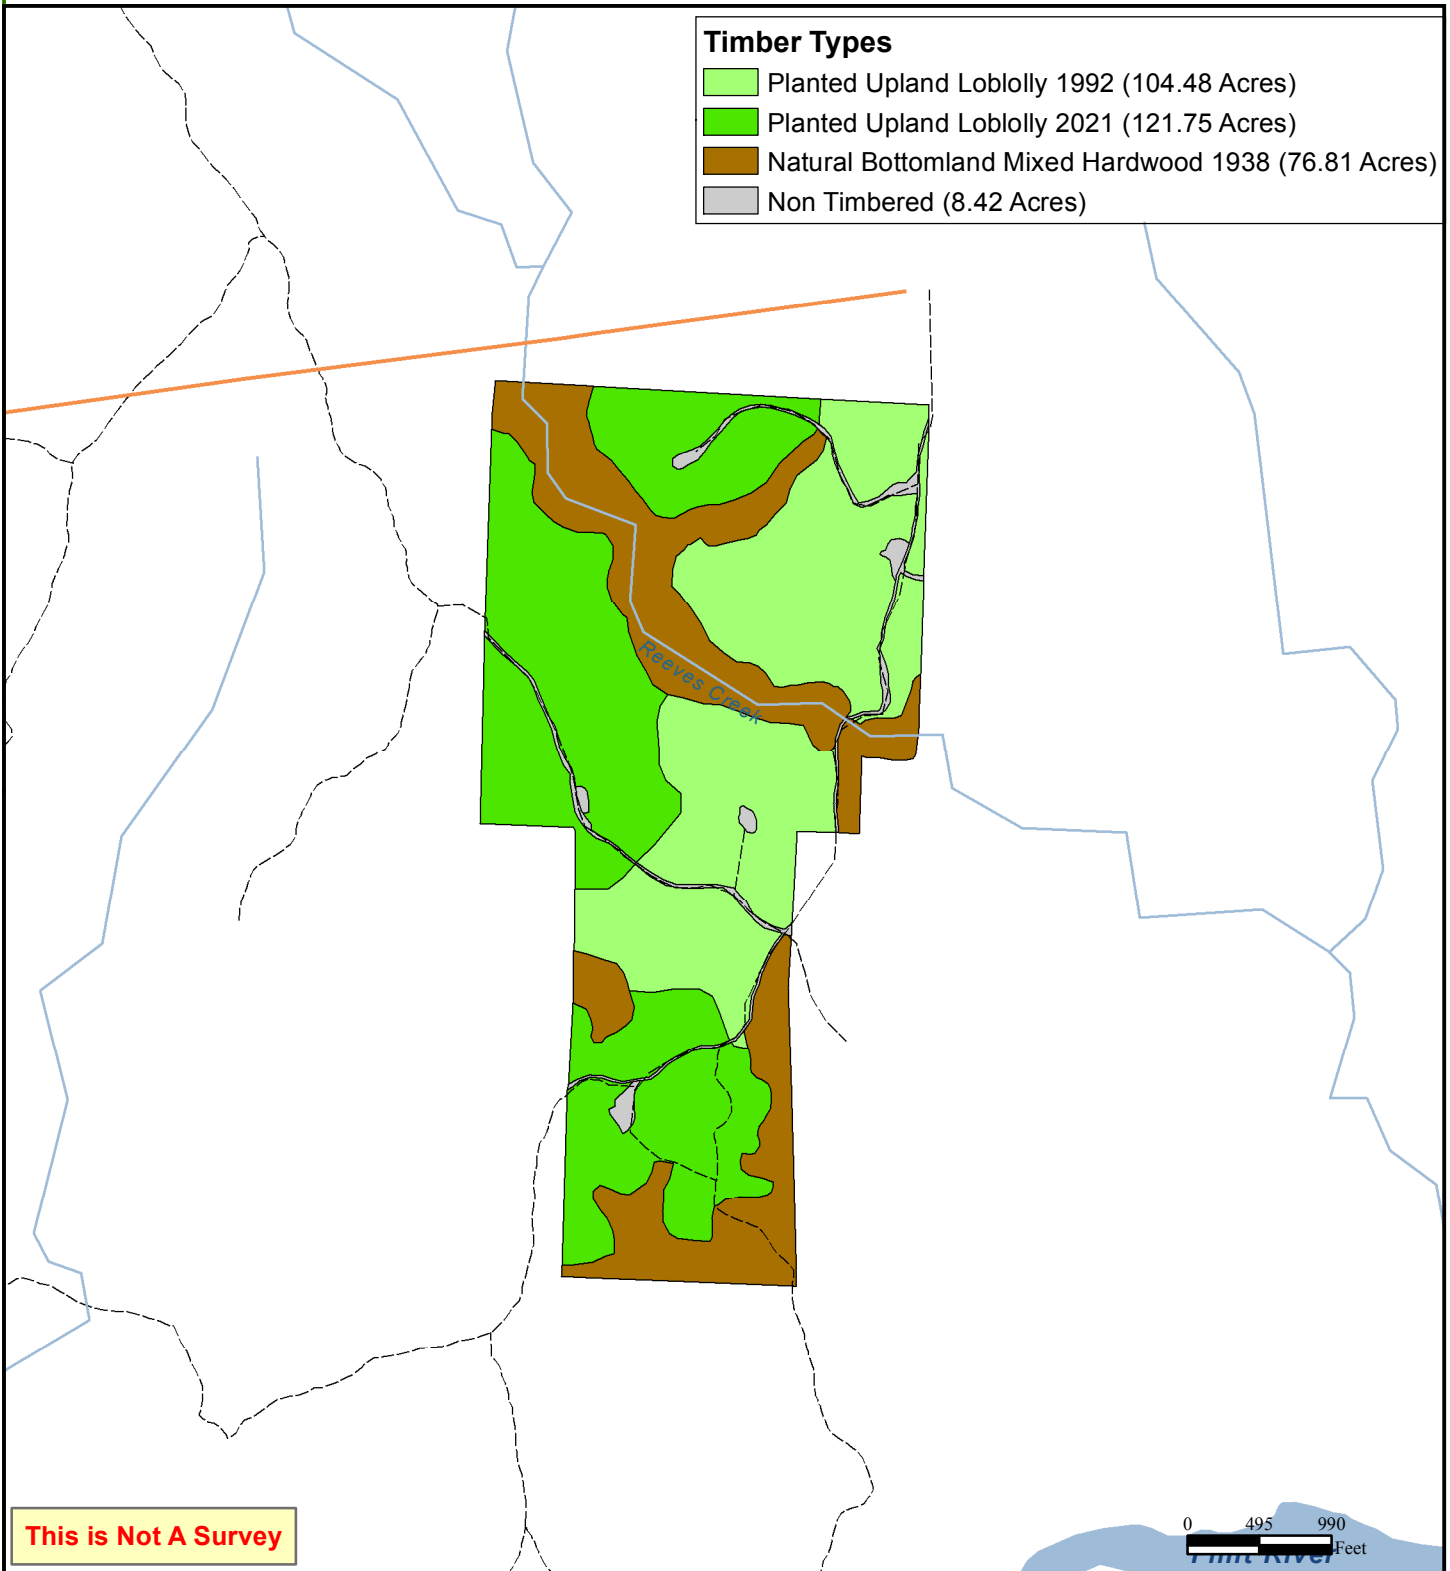 Timber Types
Planted Upland Loblolly 1992 (104.48 Acres)
Planted Upland Loblolly 2021 (121.75 Acres)
Natural Bottomland Mixed Hardwood 1938 (76.81 Acres)
Non Timbered (8.42 Acres)
Reeves Creek
This is Not A Survey
0 495 990
Feet
Flint River